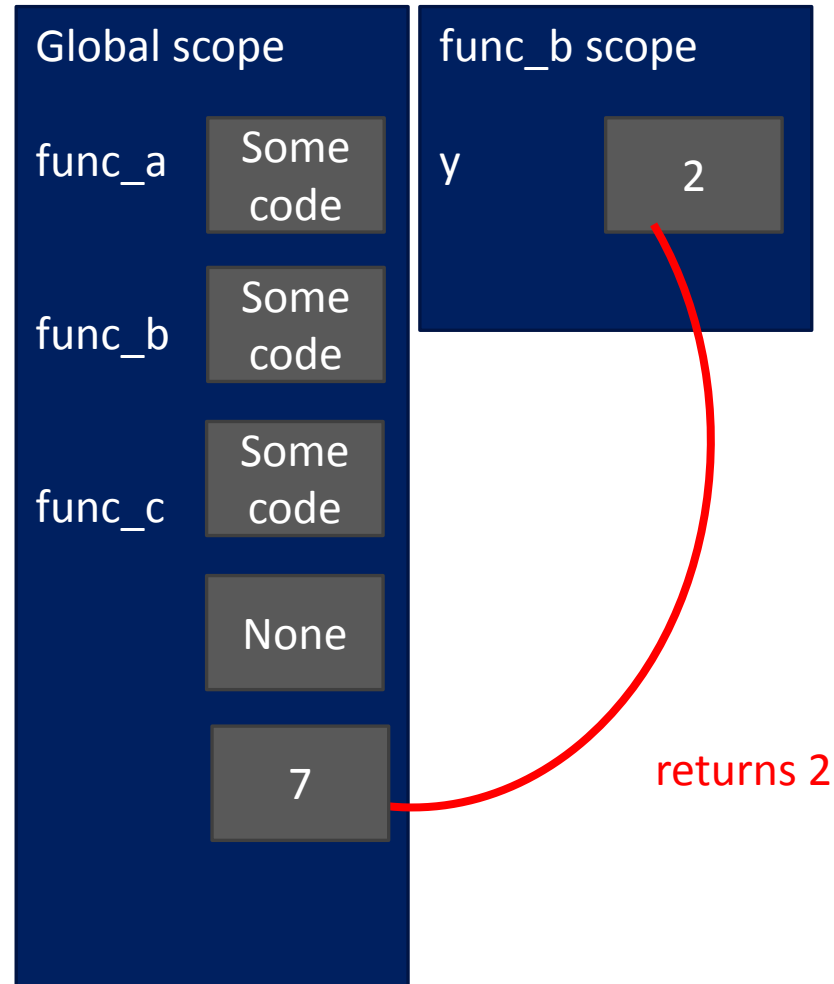 Global scope
func_a
Some
code
func_b
Some
code
func_c
Some
code
None
7
func_b scope
y
2
returns 2